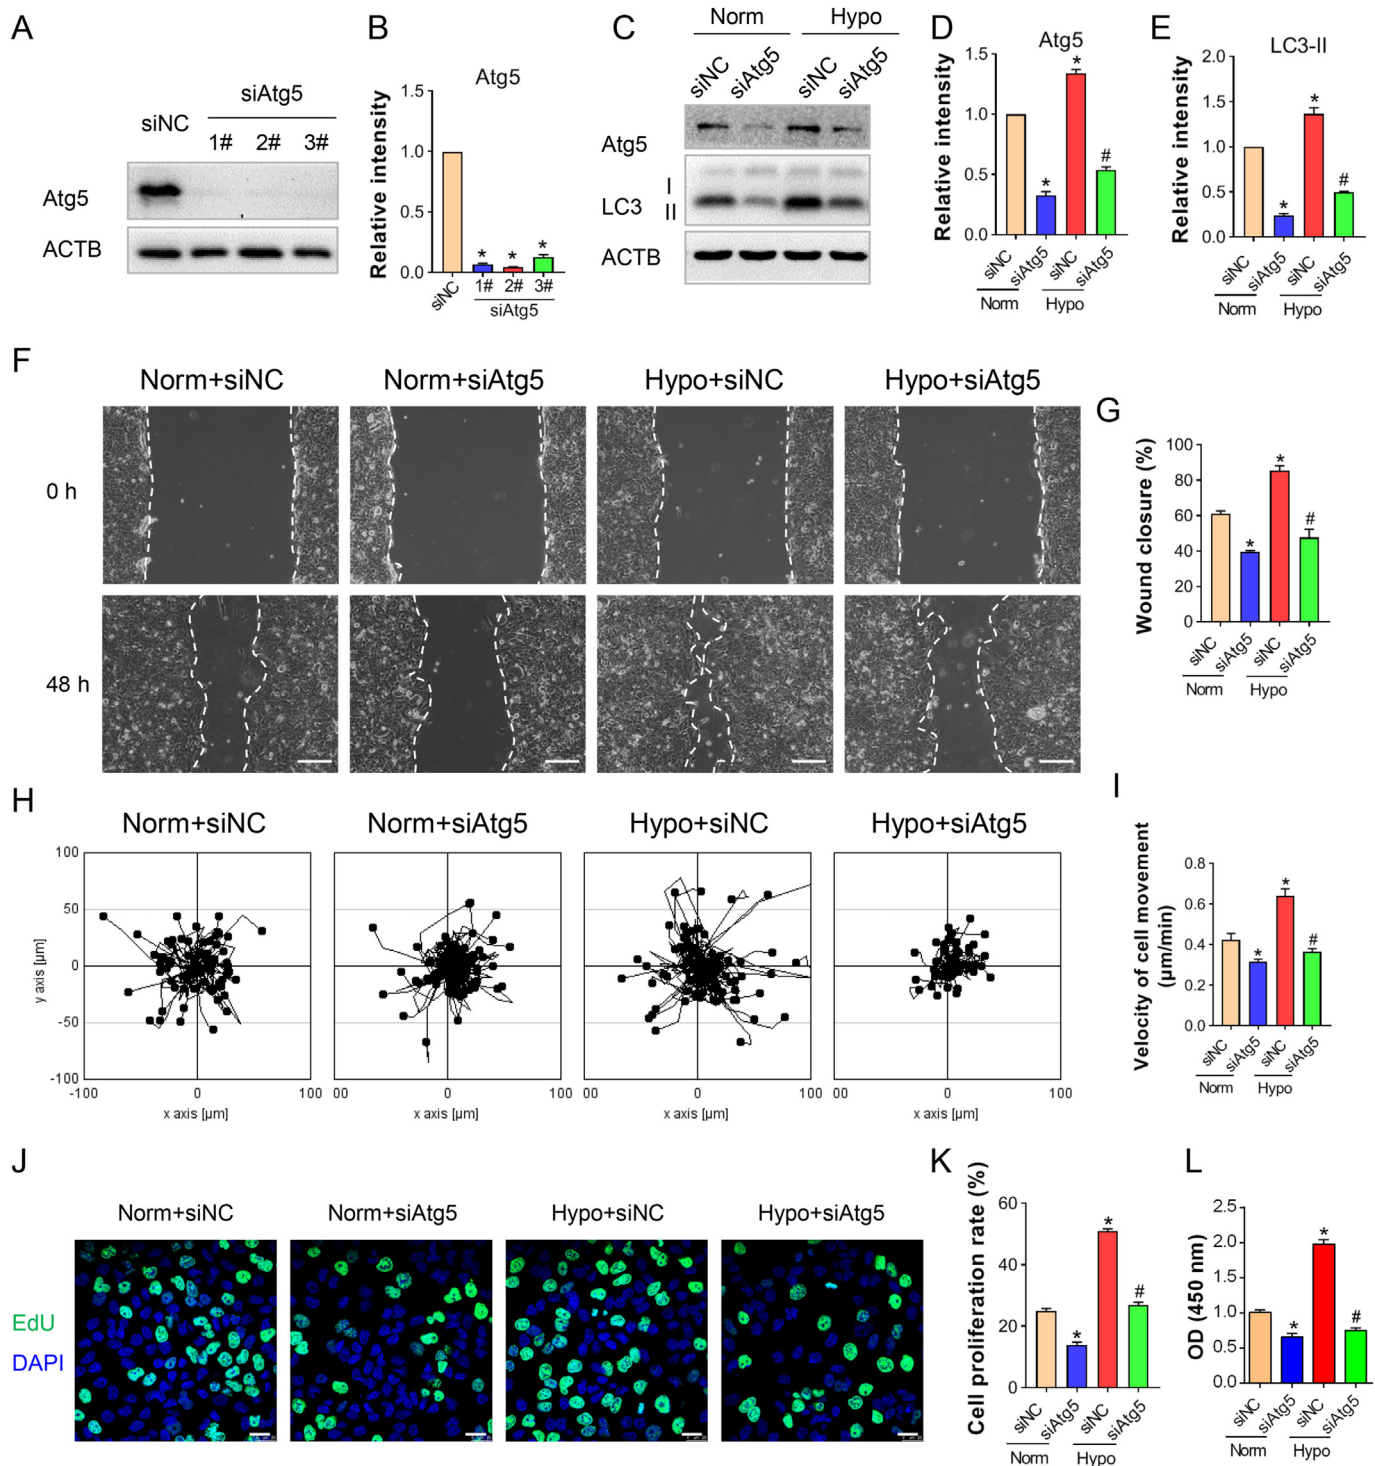 A
siAtg5
siNC
1# 2# 3#
Atg5
ACTB
B
Atg5
Relative intensity
1.5
1.0
0.5
0.0
* * *
siNC
1# 2# 3#
siAtg5
C
Norm Hypo
siNC siAtg5 siNC siAtg5
Atg5
LC3 I
II
ACTB
D
Atg5
Relative intensity
1.5
1.0
0.5
0.0
* * #
siNC siAtg5 siNC siAtg5
Norm Hypo
E
LC3-II
Relative intensity
2.0
1.5
1.0
0.5
0.0
* * #
siNC siAtg5 siNC siAtg5
Norm Hypo
F
Norm+siNC Norm+siAtg5 Hypo+siNC Hypo+siAtg5
0 h
48 h
G
Wound closure (%)
100
80
60
40
20
0
* * #
siNC siAtg5 siNC siAtg5
Norm Hypo
H
Norm+siNC Norm+siAtg5 Hypo+siNC Hypo+siAtg5
y axis [µm]
100
50
0
-50
-100
-100 0 100
00 0 100
00 0 100
00 0 100
x axis [µm] x axis [µm] x axis [µm] x axis [µm]
I
Velocity of cell movement
(µm/min)
0.8
0.6
0.4
0.2
0.0
* * #
siNC siAtg5 siNC siAtg5
Norm Hypo
J
Norm+siNC Norm+siAtg5 Hypo+siNC Hypo+siAtg5
EdU
DAPI
K
Cell proliferation rate (%)
60
40
20
0
* * #
siNC siAtg5 siNC siAtg5
Norm Hypo
L
OD (450 nm)
2.5
2.0
1.5
1.0
0.5
0.0
* * #
siNC siAtg5 siNC siAtg5
Norm Hypo